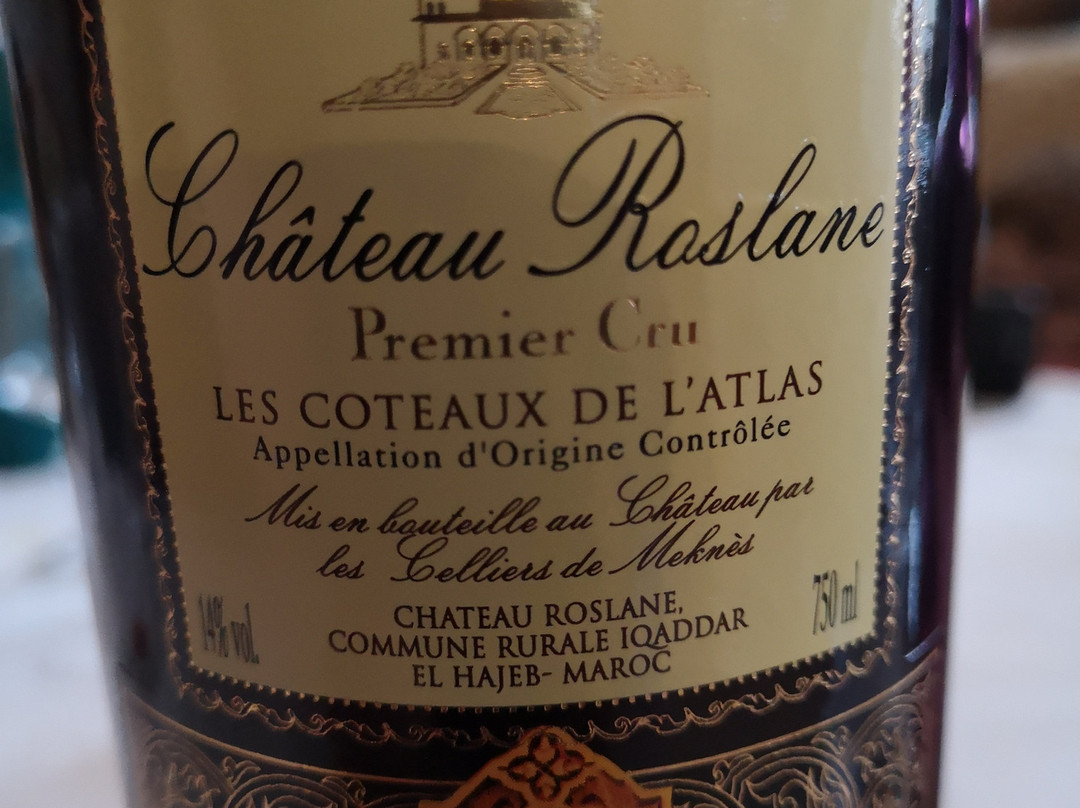 Château Roslane
Premier Cru
LES COTEAUX DE L'ATLAS
Appellation d'Origine Contrôlée
Mis en bouteille au Château par
les Celliers de Meknès
14% vol.
750 ml
CHATEAU ROSLANE,
COMMUNE RURALE IQADDAR
EL HAJEB- MAROC